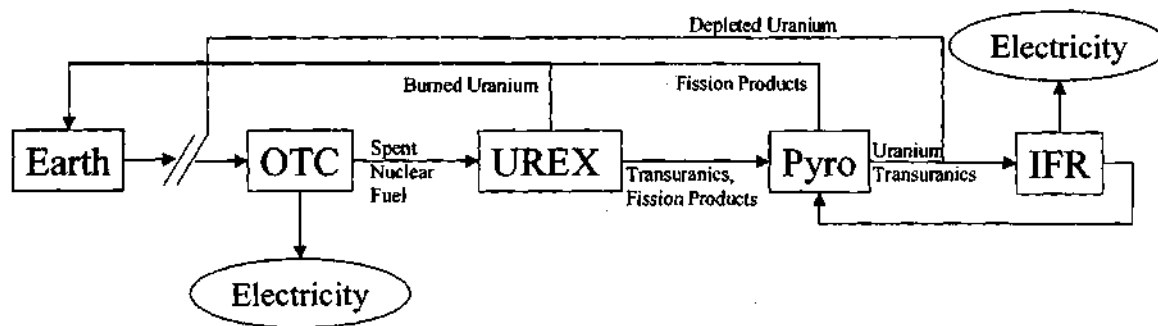 Depleted Uranium
Electricity
Burned Uranium
Fission Products
Earth
OTC
Spent
Nuclear
Fuel
UREX
Transuranics,
Fission Products
Pyro
Uranium
Transuranics
IFR
Electricity